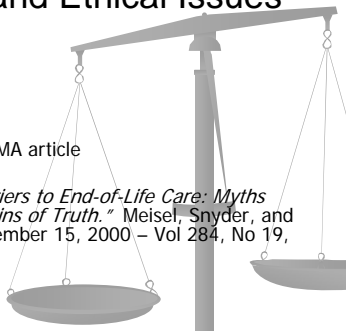 and Ethical Issues
MA article
iers to End-of-Life Care: Myths
ins of Truth." Meisel, Snyder, and
ember 15, 2000 – Vol 284, No 19,